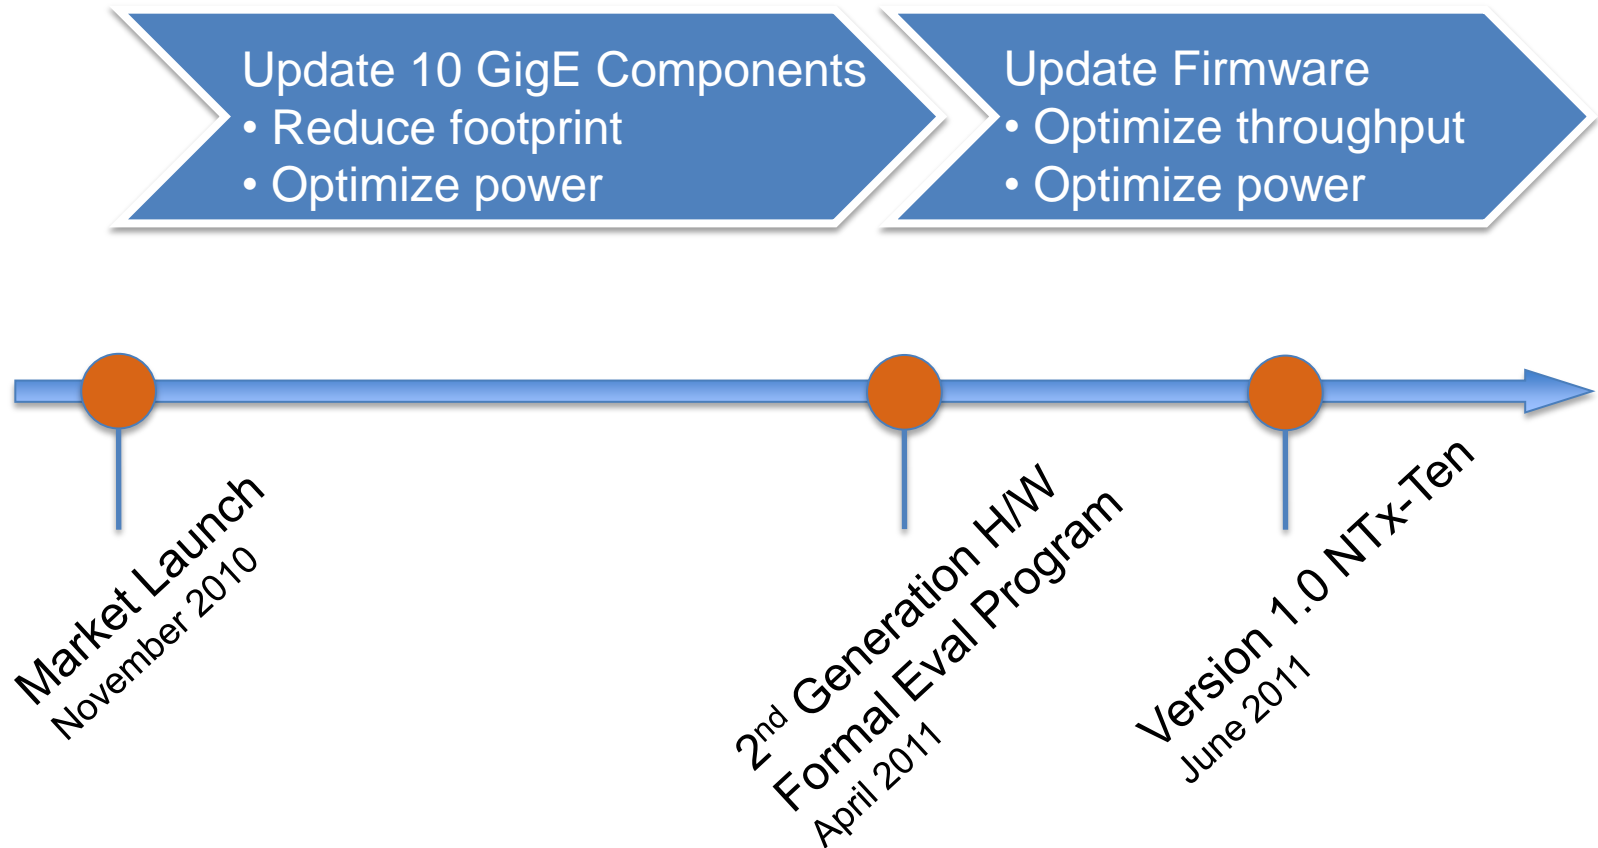 Update 10 GigE Components
• Reduce footprint
• Optimize power
Update Firmware
• Optimize throughput
• Optimize power
Market Launch
November 2010
2nd Generation H/W
Formal Eval Program
April 2011
Version 1.0 NTx-Ten
June 2011